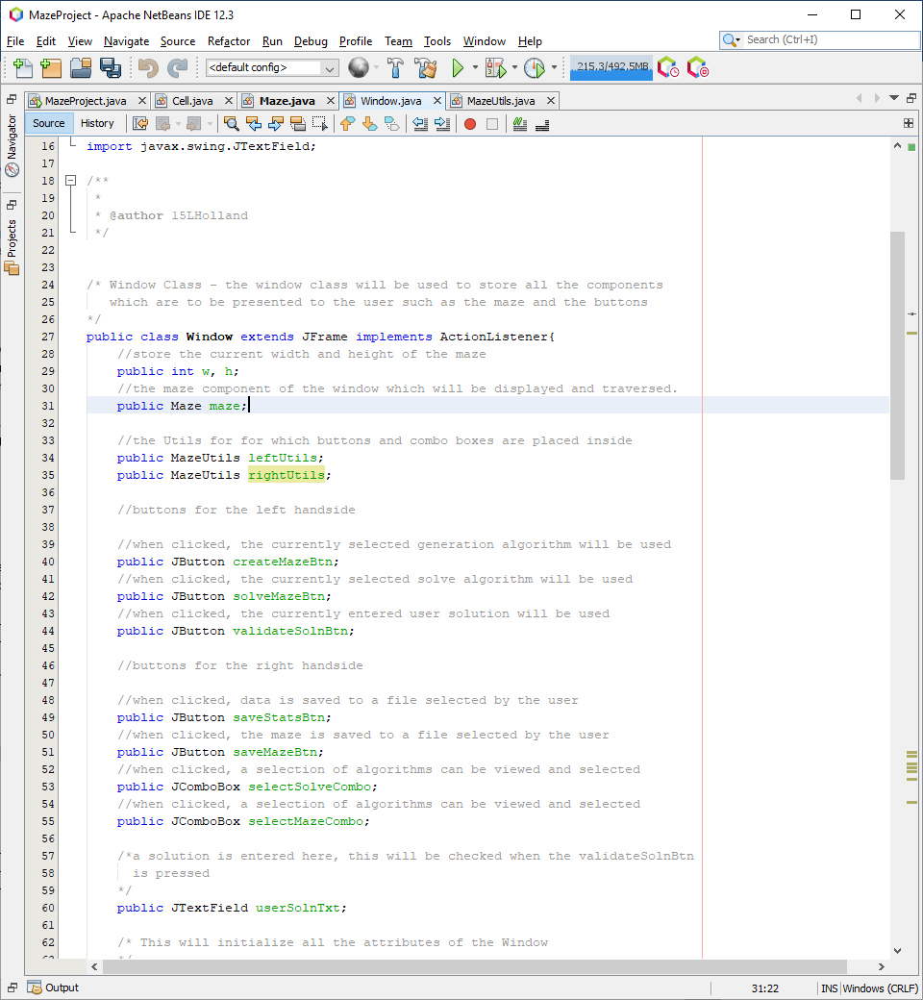 MazeProject - Apache NetBeans IDE 12.3
File Edit View Navigate Source Refactor Run Debug Profile Team Tools Window Help
Search (Ctrl+I)
<default config>
215.3/492.5MB
MazeProject.java Cell.java Maze.java Window.java MazeUtils.java
Source History
Navigator
Projects
16 import javax.swing.JTextField;
17
18 /**
19 *
20 * @author 15LHolland
21 */
22
23
24 /* Window Class - the window class will be used to store all the components
25 which are to be presented to the user such as the maze and the buttons
26 */
27 public class Window extends JFrame implements ActionListener{
28 //store the current width and height of the maze
29 public int w, h;
30 //the maze component of the window which will be displayed and traversed.
31 public Maze maze;
32
33 //the Utils for for which buttons and combo boxes are placed inside
34 public MazeUtils leftUtils;
35 public MazeUtils rightUtils;
36
37 //buttons for the left handside
38
39 //when clicked, the currently selected generation algorithm will be used
40 public JButton createMazeBtn;
41 //when clicked, the currently selected solve algorithm will be used
42 public JButton solveMazeBtn;
43 //when clicked, the currently entered user solution will be used
44 public JButton validateSolnBtn;
45
46 //buttons for the right handside
47
48 //when clicked, data is saved to a file selected by the user
49 public JButton saveStatsBtn;
50 //when clicked, the maze is saved to a file selected by the user
51 public JButton saveMazeBtn;
52 //when clicked, a selection of algorithms can be viewed and selected
53 public JComboBox selectSolveCombo;
54 //when clicked, a selection of algorithms can be viewed and selected
55 public JComboBox selectMazeCombo;
56
57 /*a solution is entered here, this will be checked when the validateSolnBtn
58 is pressed
59 */
60 public JTextField userSolnTxt;
61
62 /* This will initialize all the attributes of the Window
Output
31:22 INS Windows (CRLF)